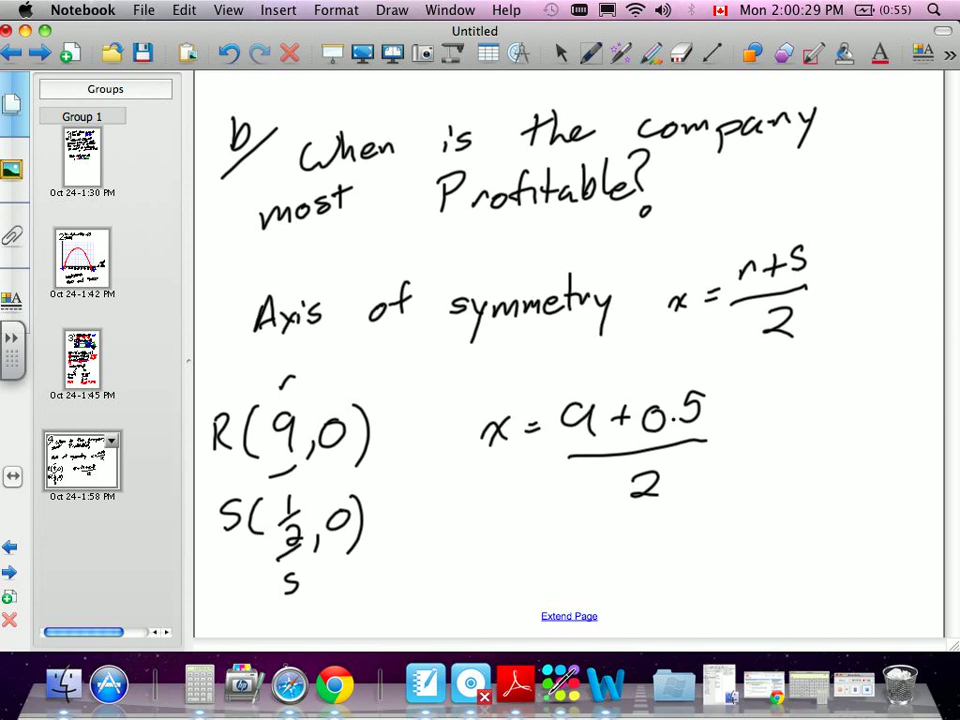 Notebook File Edit View Insert Format Draw Window Help Mon 2:00:29 PM (0:55)
Untitled
Groups
Group 1
Oct 24-1:30 PM
Oct 24-1:42 PM
Oct 24-1:45 PM
Oct 24-1:58 PM
b/ When is the company
most Profitable?
Axis of symmetry x = r+s
2
r
R(9,0)
x = 9 + 0.5
2
S(1/2,0)
s
Extend Page